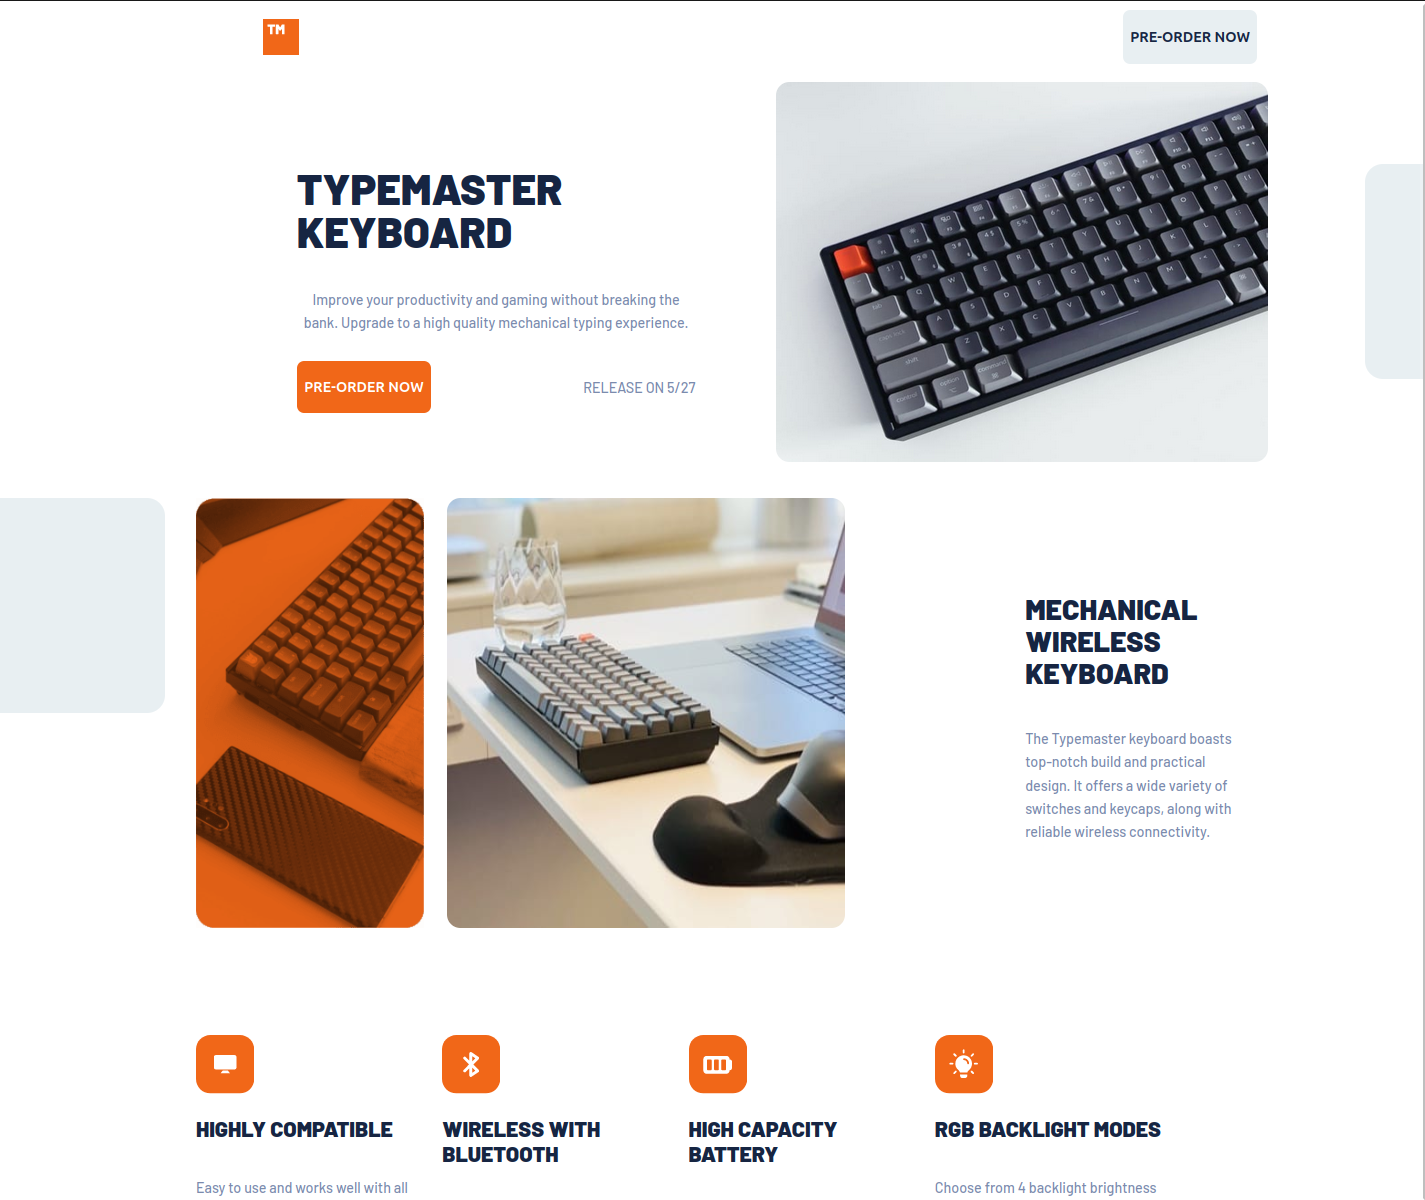 TM
PRE-ORDER NOW
TYPEMASTER
KEYBOARD
Improve your productivity and gaming without breaking the
bank. Upgrade to a high quality mechanical typing experience.
PRE-ORDER NOW
RELEASE ON 5/27
MECHANICAL
WIRELESS
KEYBOARD
The Typemaster keyboard boasts
top-notch build and practical
design. It offers a wide variety of
switches and keycaps, along with
reliable wireless connectivity.
HIGHLY COMPATIBLE
WIRELESS WITH
BLUETOOTH
HIGH CAPACITY
BATTERY
RGB BACKLIGHT MODES
Easy to use and works well with all
Choose from 4 backlight brightness